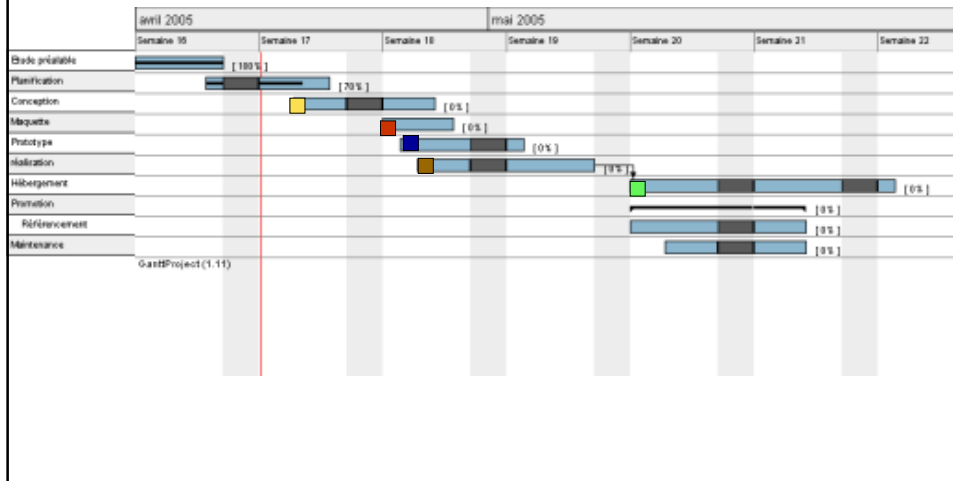 avril 2005 mai 2005
Semaine 16 Semaine 17 Semaine 18 Semaine 19 Semaine 20 Semaine 21 Semaine 22
Etude préalable [100%]
Planification [70%]
Conception [0%]
Maquette [0%]
Prototype [0%]
réalisation [0%]
Hébergement [0%]
Promotion [0%]
Référencement [0%]
Maintenance [0%]
GanttProject (1.11)